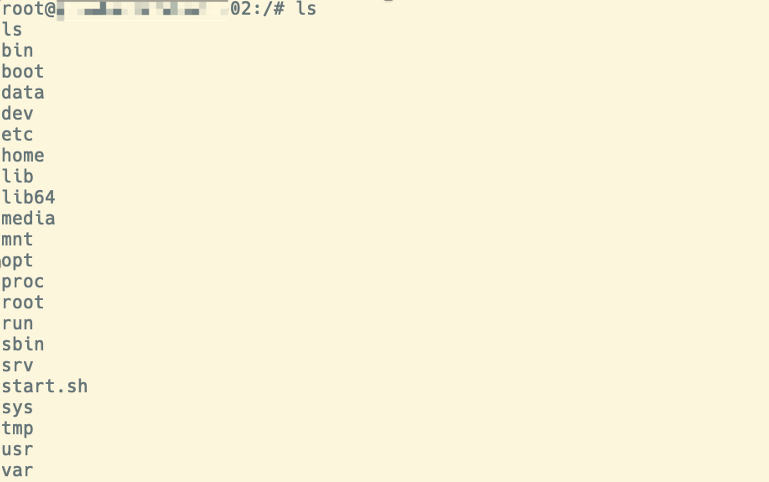 root@02:/# ls
ls
bin
boot
data
dev
etc
home
lib
lib64
media
mnt
opt
proc
root
run
sbin
srv
start.sh
sys
tmp
usr
var